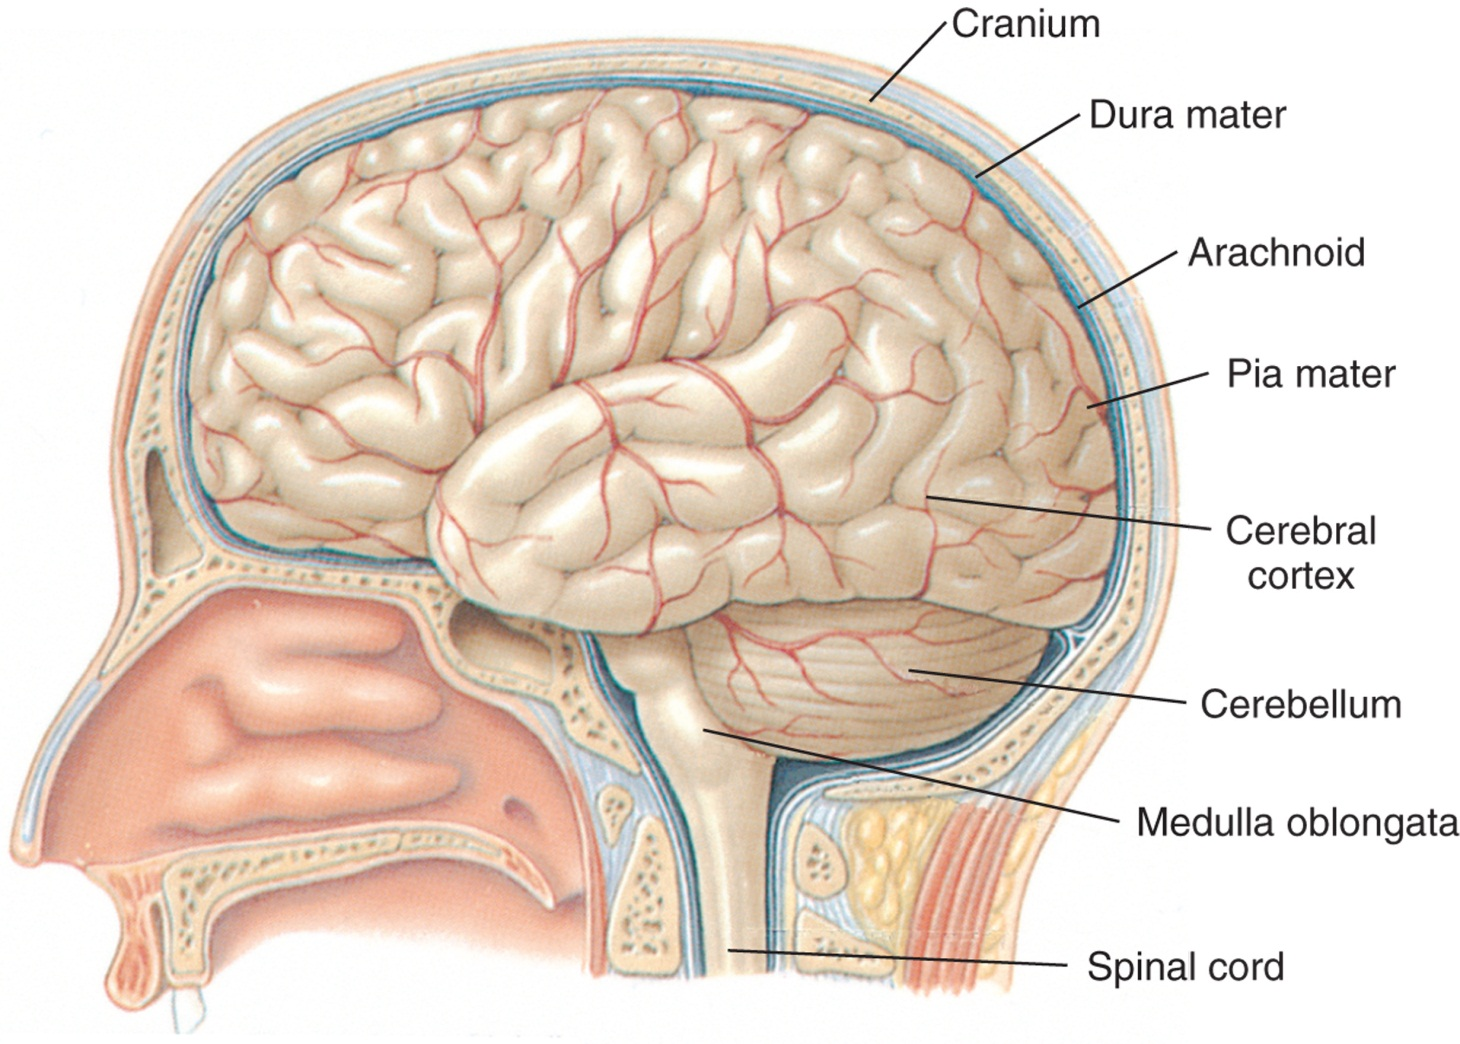 Cranium
Dura mater
Arachnoid
Pia mater
Cerebral
cortex
Cerebellum
Medulla oblongata
Spinal cord